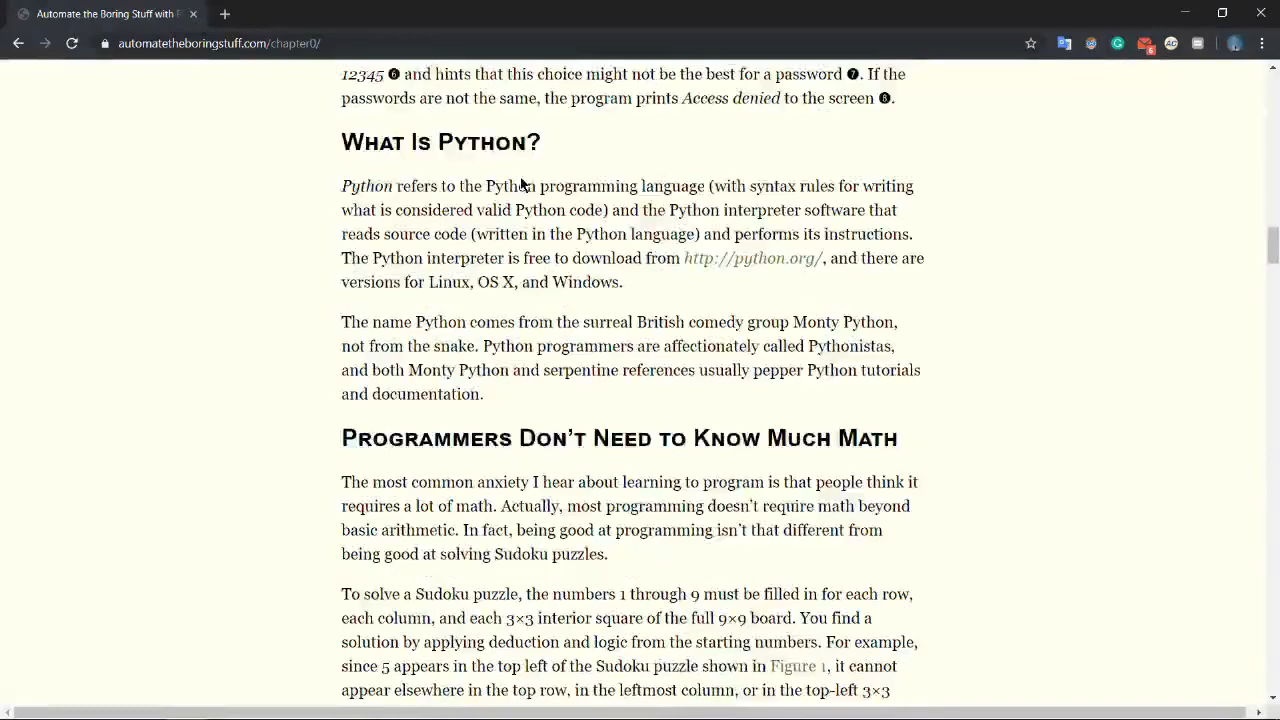 Automate the Boring Stuff with
automatetheboringstuff.com/chapter0/
6
12345 ❻ and hints that this choice might not be the best for a password ❼. If the
passwords are not the same, the program prints Access denied to the screen ❽.
WHAT IS PYTHON?
Python refers to the Python programming language (with syntax rules for writing
what is considered valid Python code) and the Python interpreter software that
reads source code (written in the Python language) and performs its instructions.
The Python interpreter is free to download from http://python.org/, and there are
versions for Linux, OS X, and Windows.
The name Python comes from the surreal British comedy group Monty Python,
not from the snake. Python programmers are affectionately called Pythonistas,
and both Monty Python and serpentine references usually pepper Python tutorials
and documentation.
PROGRAMMERS DON’T NEED TO KNOW MUCH MATH
The most common anxiety I hear about learning to program is that people think it
requires a lot of math. Actually, most programming doesn’t require math beyond
basic arithmetic. In fact, being good at programming isn’t that different from
being good at solving Sudoku puzzles.
To solve a Sudoku puzzle, the numbers 1 through 9 must be filled in for each row,
each column, and each 3×3 interior square of the full 9×9 board. You find a
solution by applying deduction and logic from the starting numbers. For example,
since 5 appears in the top left of the Sudoku puzzle shown in Figure 1, it cannot
appear elsewhere in the top row, in the leftmost column, or in the top-left 3×3